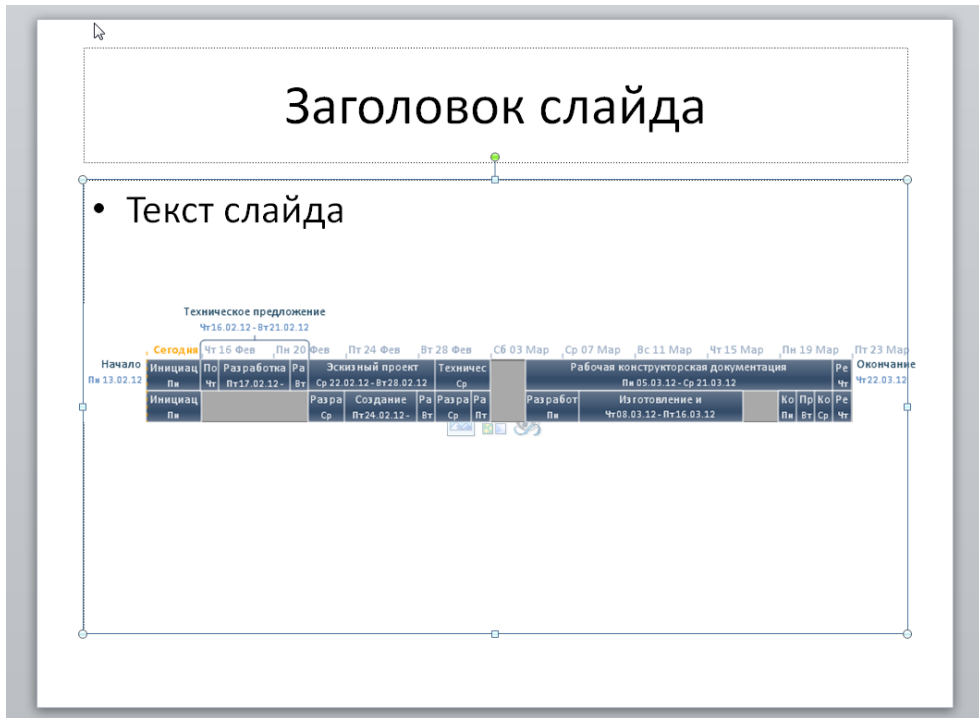 Заголовок слайда
• Текст слайда
Техническое предложение
Чт16.02.12-Вт21.02.12
Сегодня Чт 16 Фев Пн 20 Фев Пт 24 Фев Вт 28 Фев Сб 03 Мар Ср 07 Мар Вс 11 Мар Чт 15 Мар Пн 19 Мар Пт 23 Мар
Начало Инициац По Разработка Ра Эскизный проект Техничес Рабочая конструкторская документация Ре Окончание
Пн 13.02.12 Пн Чт Пт17.02.12- Вт Ср 22.02.12-Вт28.02.12 Ср Пн 05.03.12-Ср 21.03.12 Чт Чт22.03.12
Инициац Разра Создание Ра Разра Ра Разработ Изготовление и Ко Пр Ко Ре
Пн Ср Пт24.02.12- Вт Ср Пт Пн Чт08.03.12-Пт16.03.12 Пн Вт Ср Чт